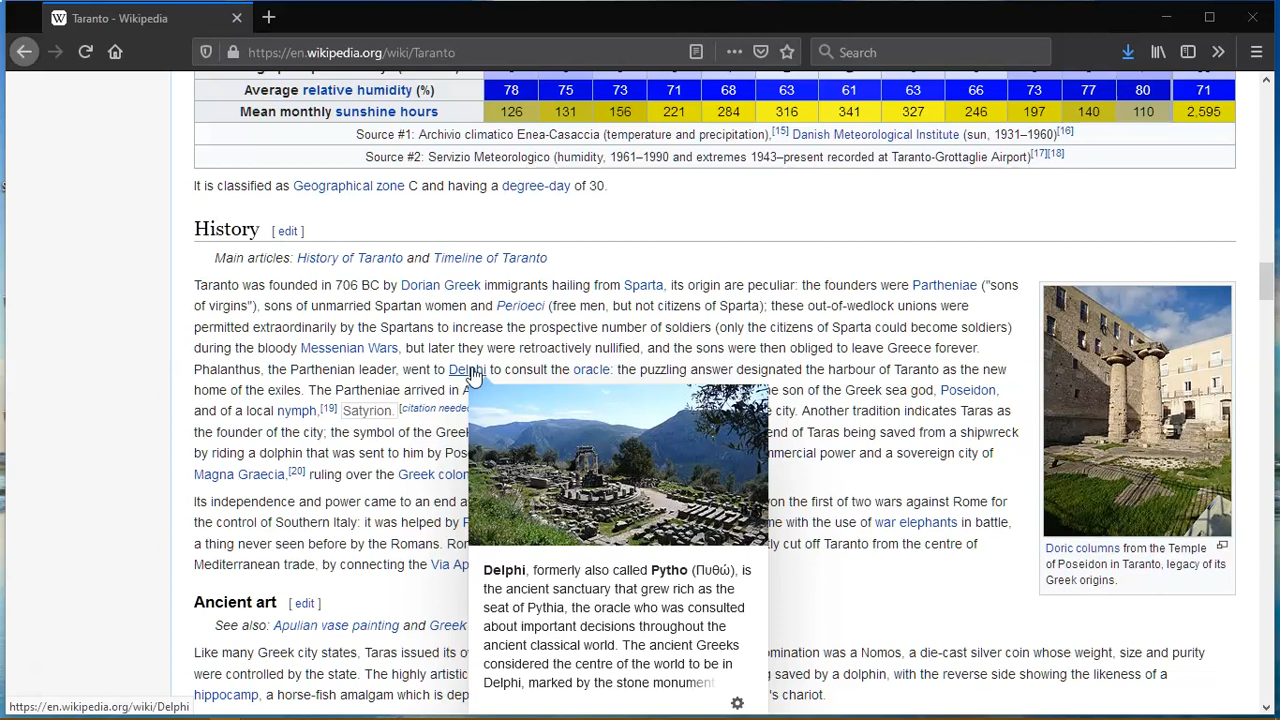 Taranto - Wikipedia
https://en.wikipedia.org/wiki/Taranto
Search
Average relative humidity (%) 78 75 73 71 68 63 61 63 66 73 77 80 71
Mean monthly sunshine hours 126 131 156 221 284 316 341 327 246 197 140 110 2,595
Source #1: Archivio climatico Enea-Casaccia (temperature and precipitation),[15] Danish Meteorological Institute (sun, 1931–1960)[16]
Source #2: Servizio Meteorologico (humidity, 1961–1990 and extremes 1943–present recorded at Taranto-Grottaglie Airport)[17][18]
It is classified as Geographical zone C and having a degree-day of 30.
History [ edit ]
Main articles: History of Taranto and Timeline of Taranto
Taranto was founded in 706 BC by Dorian Greek immigrants hailing from Sparta, its origin are peculiar: the founders were Partheniae ("sons
of virgins"), sons of unmarried Spartan women and Perioeci (free men, but not citizens of Sparta); these out-of-wedlock unions were
permitted extraordinarily by the Spartans to increase the prospective number of soldiers (only the citizens of Sparta could become soldiers)
during the bloody Messenian Wars, but later they were retroactively nullified, and the sons were then obliged to leave Greece forever.
Phalanthus, the Parthenian leader, went to Delphi to consult the oracle: the puzzling answer designated the harbour of Taranto as the new
home of the exiles. The Partheniae arrived in A the son of the Greek sea god, Poseidon,
and of a local nymph,[19] Satyrion. [citation needed city. Another tradition indicates Taras as
the founder of the city; the symbol of the Greek end of Taras being saved from a shipwreck
by riding a dolphin that was sent to him by Pos mmercial power and a sovereign city of
Magna Graecia,[20] ruling over the Greek colon
Its independence and power came to an end a on the first of two wars against Rome for
the control of Southern Italy: it was helped by P me with the use of war elephants in battle,
a thing never seen before by the Romans. Rom kly cut off Taranto from the centre of
Mediterranean trade, by connecting the Via Ap
Doric columns from the Temple
of Poseidon in Taranto, legacy of its
Greek origins.
Delphi, formerly also called Pytho (Πυθώ), is
the ancient sanctuary that grew rich as the
seat of Pythia, the oracle who was consulted
about important decisions throughout the
ancient classical world. The ancient Greeks
considered the centre of the world to be in
Delphi, marked by the stone monument
Ancient art [ edit ]
See also: Apulian vase painting and Greek
Like many Greek city states, Taras issued its o mination was a Nomos, a die-cast silver coin whose weight, size and purity
were controlled by the state. The highly artistic saved by a dolphin, with the reverse side showing the likeness of a
hippocamp, a horse-fish amalgam which is dep 's chariot.
https://en.wikipedia.org/wiki/Delphi